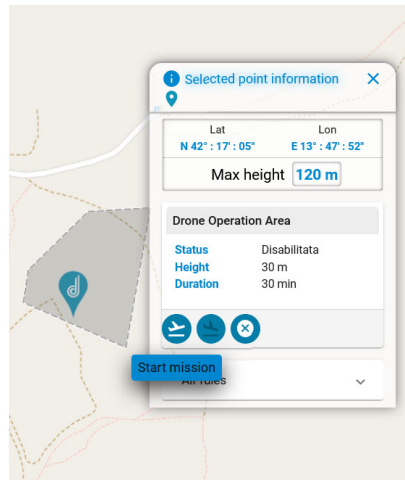 Selected point information
Lat Lon
N 42° : 17' : 05" E 13° : 47' : 52"
Max height 120 m
Drone Operation Area
Status Disabilitata
Height 30 m
Duration 30 min
Start mission
All rules